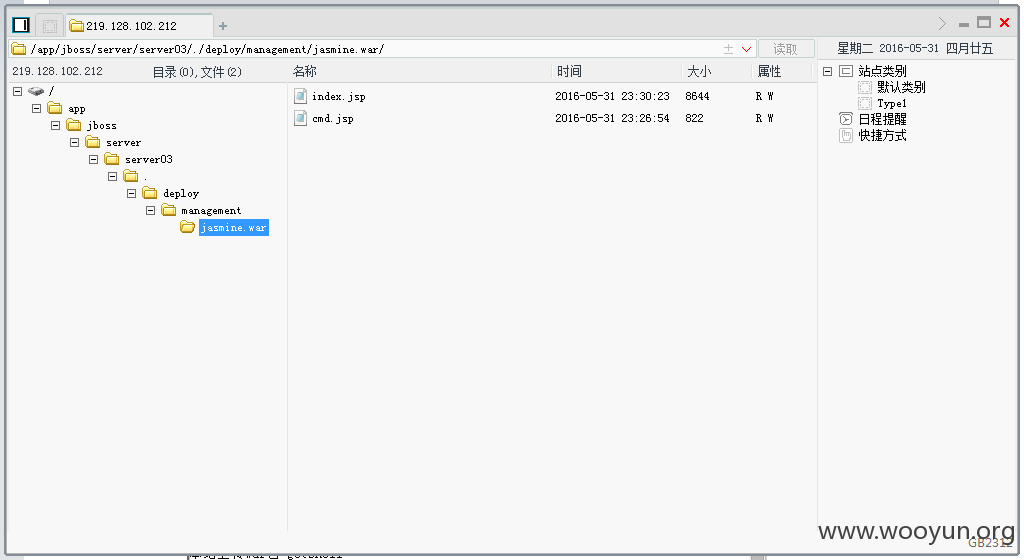 219.128.102.212
/app/jboss/server/server03/./deploy/management/jasmine.war/
读取
星期二 2016-05-31 四月廿五
219.128.102.212 目录(0),文件(2)
名称 时间 大小 属性
/
app
jboss
server
server03
.
deploy
management
jasmine.war
index.jsp 2016-05-31 23:30:23 8644 R W
cmd.jsp 2016-05-31 23:26:54 822 R W
站点类别
默认类别
Type1
日程提醒
快捷方式
www.wooyun.org
GB2312